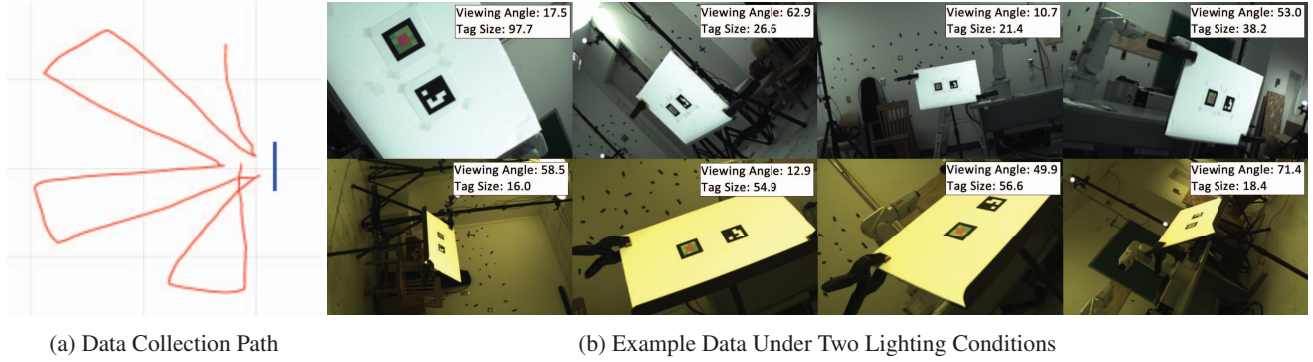 Viewing Angle: 17.5
Tag Size: 97.7
Viewing Angle: 62.9
Tag Size: 26.6
Viewing Angle: 10.7
Tag Size: 21.4
Viewing Angle: 53.0
Tag Size: 38.2
Viewing Angle: 58.5
Tag Size: 16.0
Viewing Angle: 12.9
Tag Size: 54.9
Viewing Angle: 49.9
Tag Size: 56.6
Viewing Angle: 71.4
Tag Size: 18.4
(a) Data Collection Path
(b) Example Data Under Two Lighting Conditions